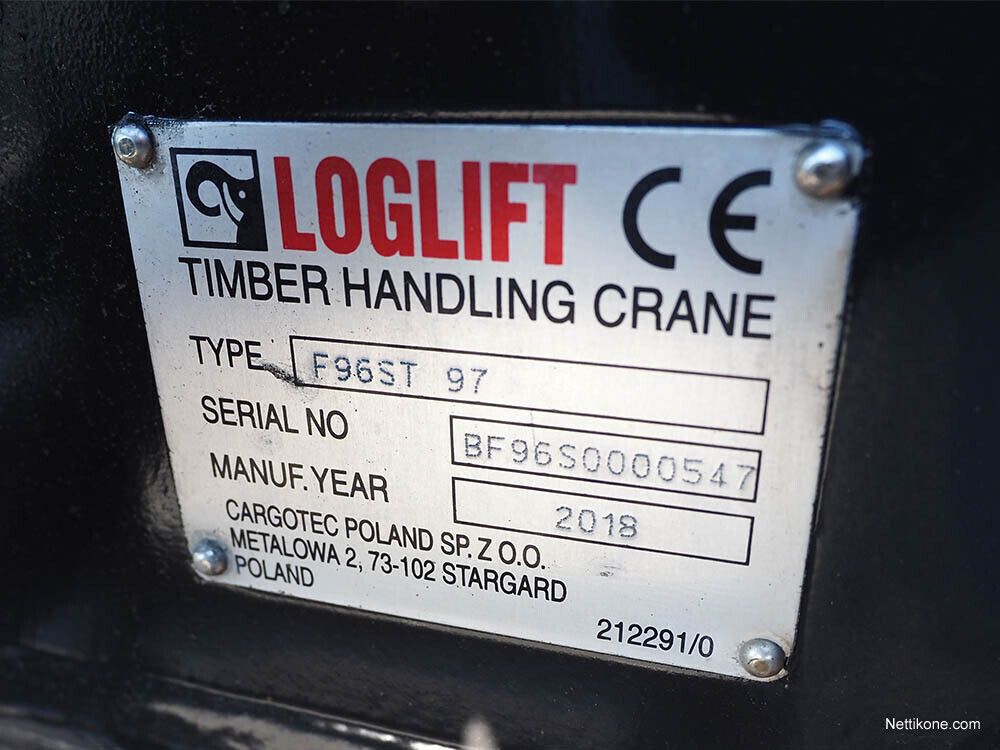 LOGLIFT CE
TIMBER HANDLING CRANE
TYPE F96ST 97
SERIAL NO BF96S0000547
MANUF. YEAR 2018
CARGOTEC POLAND SP. Z O.O.
METALOWA 2, 73-102 STARGARD
POLAND
212291/0
Nettikone.com